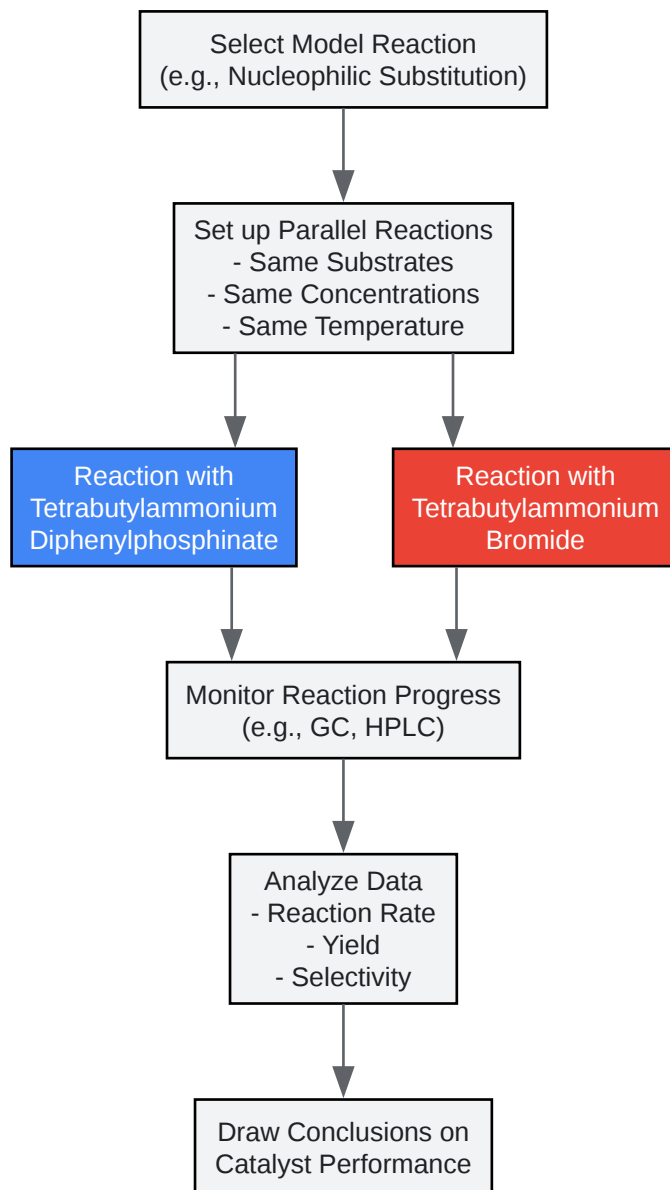 Select Model Reaction
(e.g., Nucleophilic Substitution)
Set up Parallel Reactions
- Same Substrates
- Same Concentrations
- Same Temperature
Reaction with
Tetrabutylammonium
Diphenylphosphinate
Reaction with
Tetrabutylammonium
Bromide
Monitor Reaction Progress
(e.g., GC, HPLC)
Analyze Data
- Reaction Rate
- Yield
- Selectivity
Draw Conclusions on
Catalyst Performance